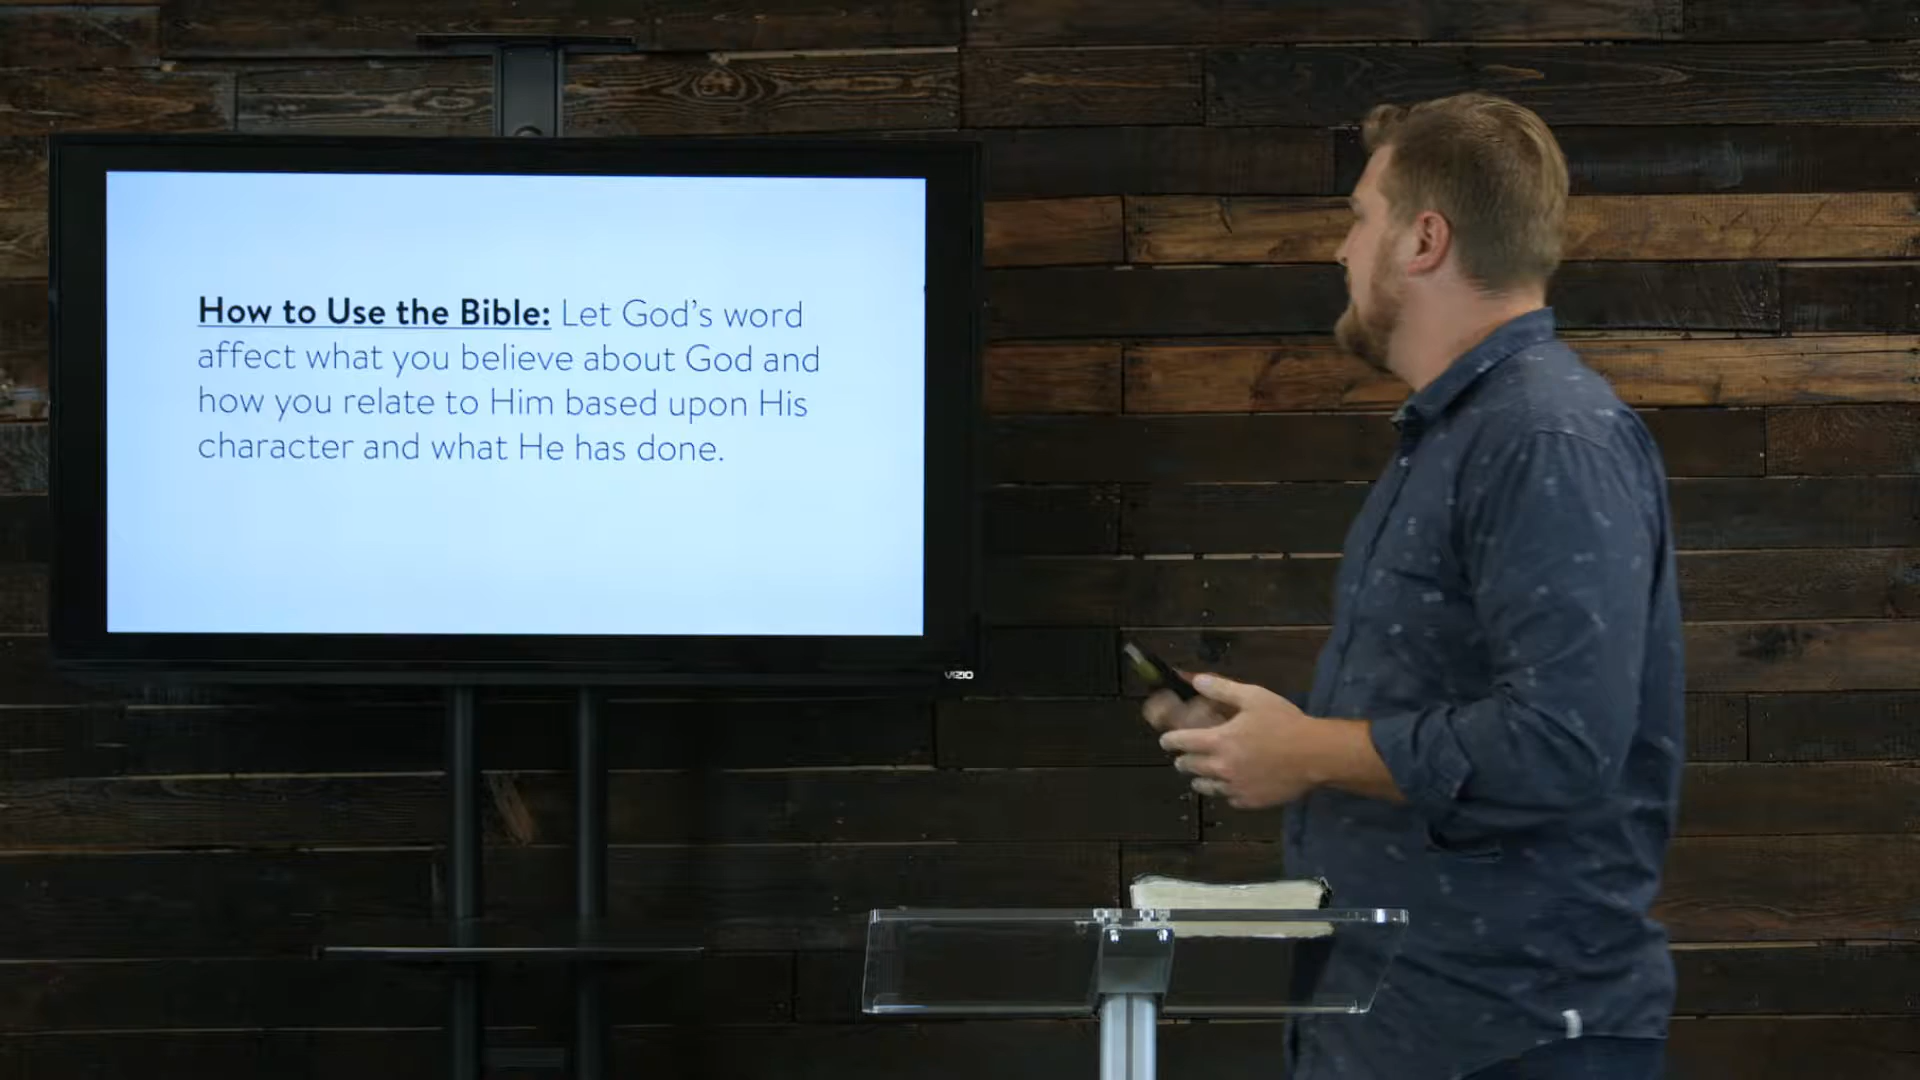 How to Use the Bible: Let God's word
affect what you believe about God and
how you relate to Him based upon His
character and what He has done.
VIZIO